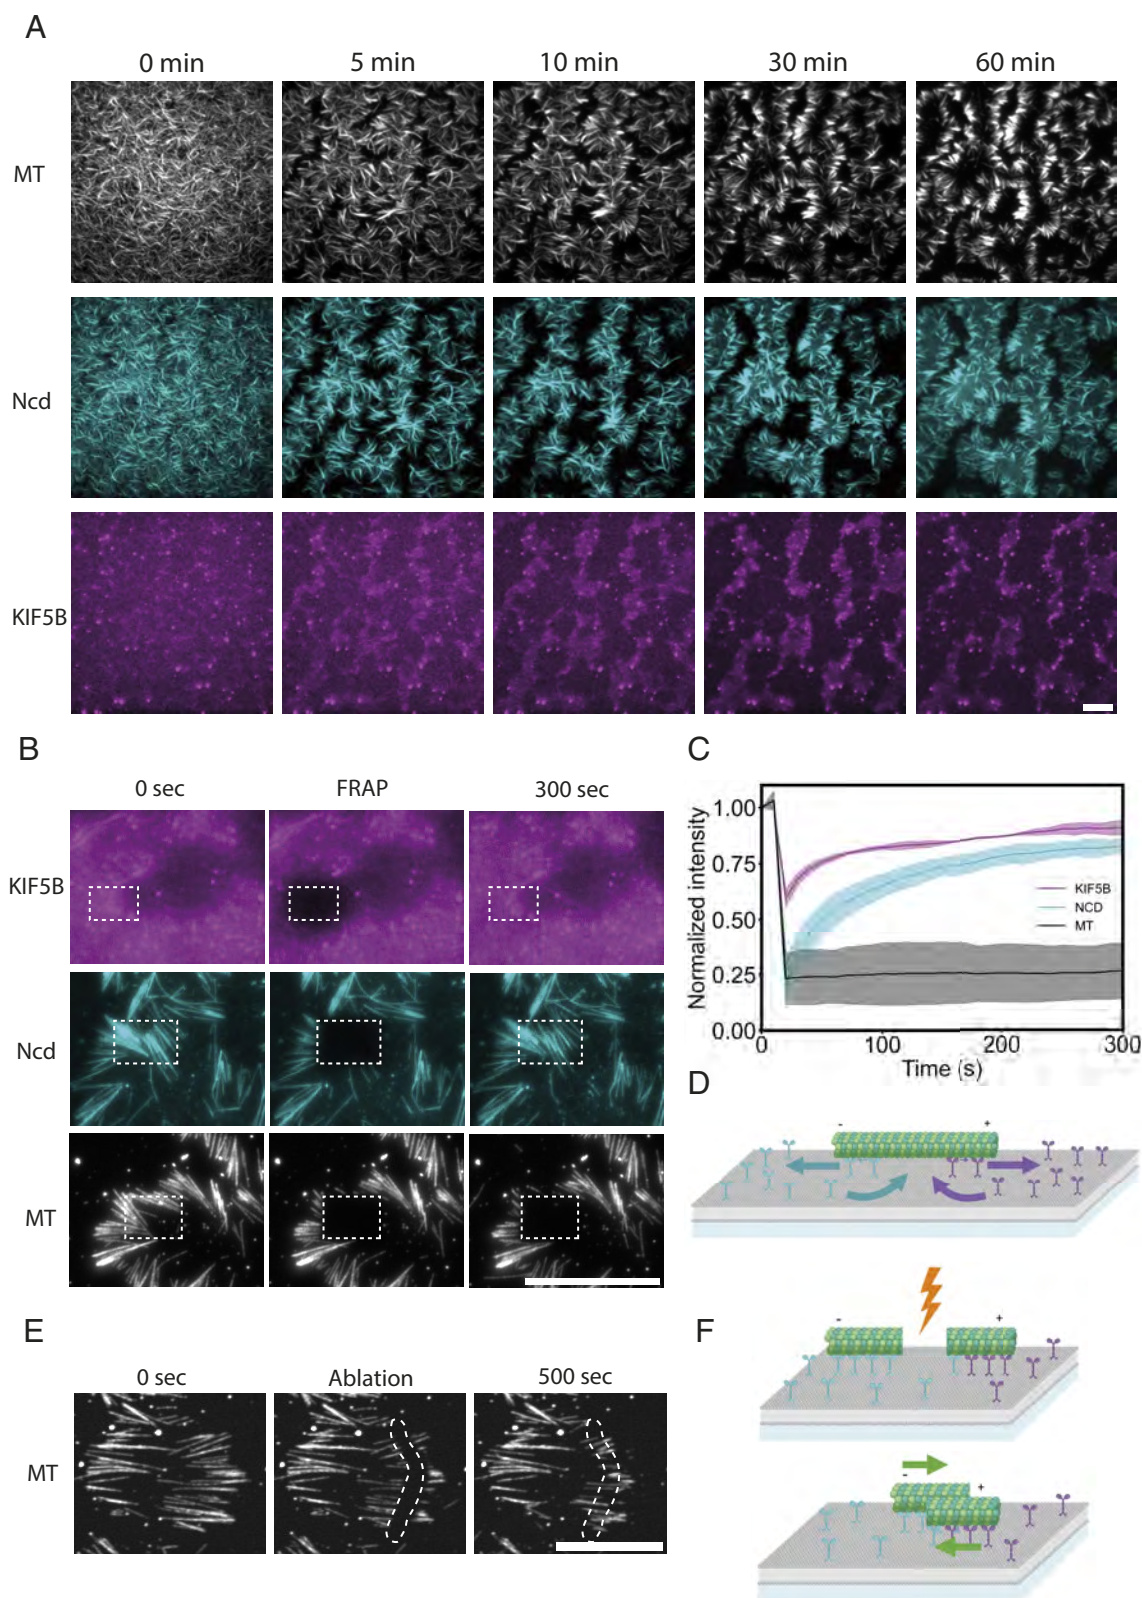 A
0 min 5 min 10 min 30 min 60 min
MT
Ncd
KIF5B
B
0 sec FRAP 300 sec
KIF5B
Ncd
MT
C
Normalized intensity
1.00
0.75
0.50
0.25
0.00
KIF5B
NCD
MT
0 100 200 300
Time (s)
D
- +
E
0 sec Ablation 500 sec
MT
F
- +
- +